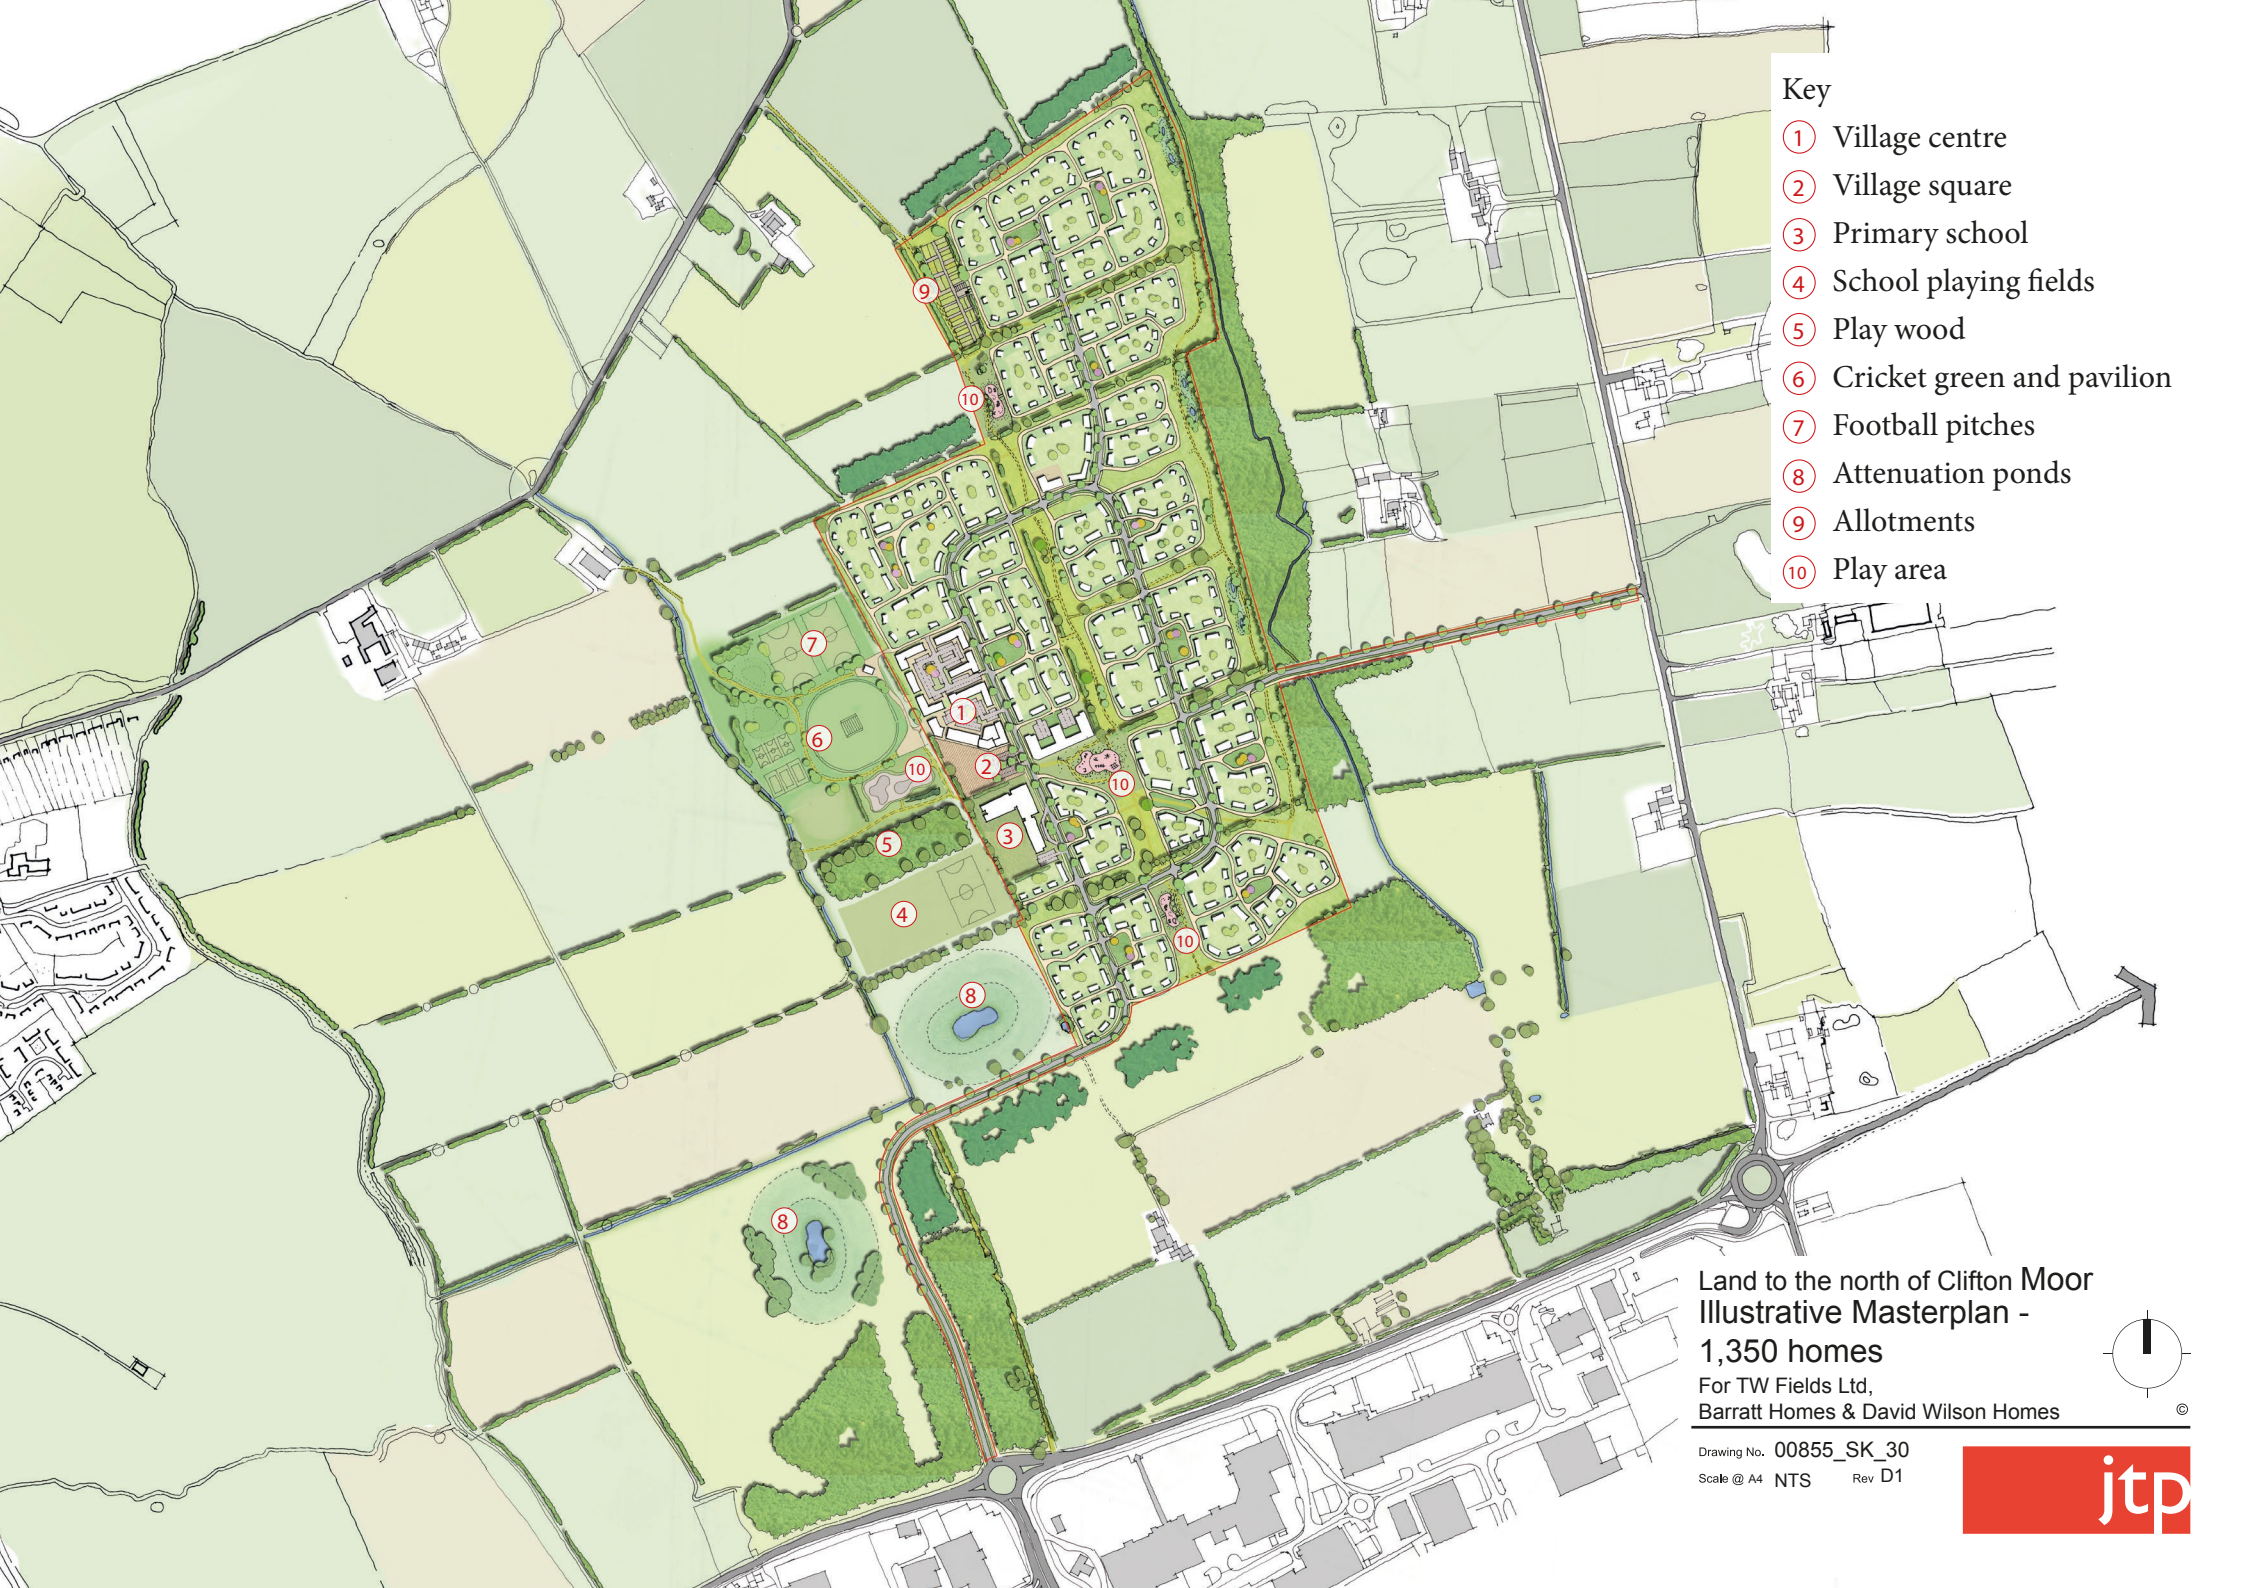 Key
1 Village centre
2 Village square
3 Primary school
4 School playing fields
5 Play wood
6 Cricket green and pavilion
7 Football pitches
8 Attenuation ponds
9 Allotments
10 Play area
9
10
7
1
6
2
10
10
3
5
4
10
8
8
Land to the north of Clifton Moor
Illustrative Masterplan -
1,350 homes
For TW Fields Ltd,
Barratt Homes & David Wilson Homes ©
Drawing No. 00855_SK_30
Scale @ A4 NTS Rev D1
jtp